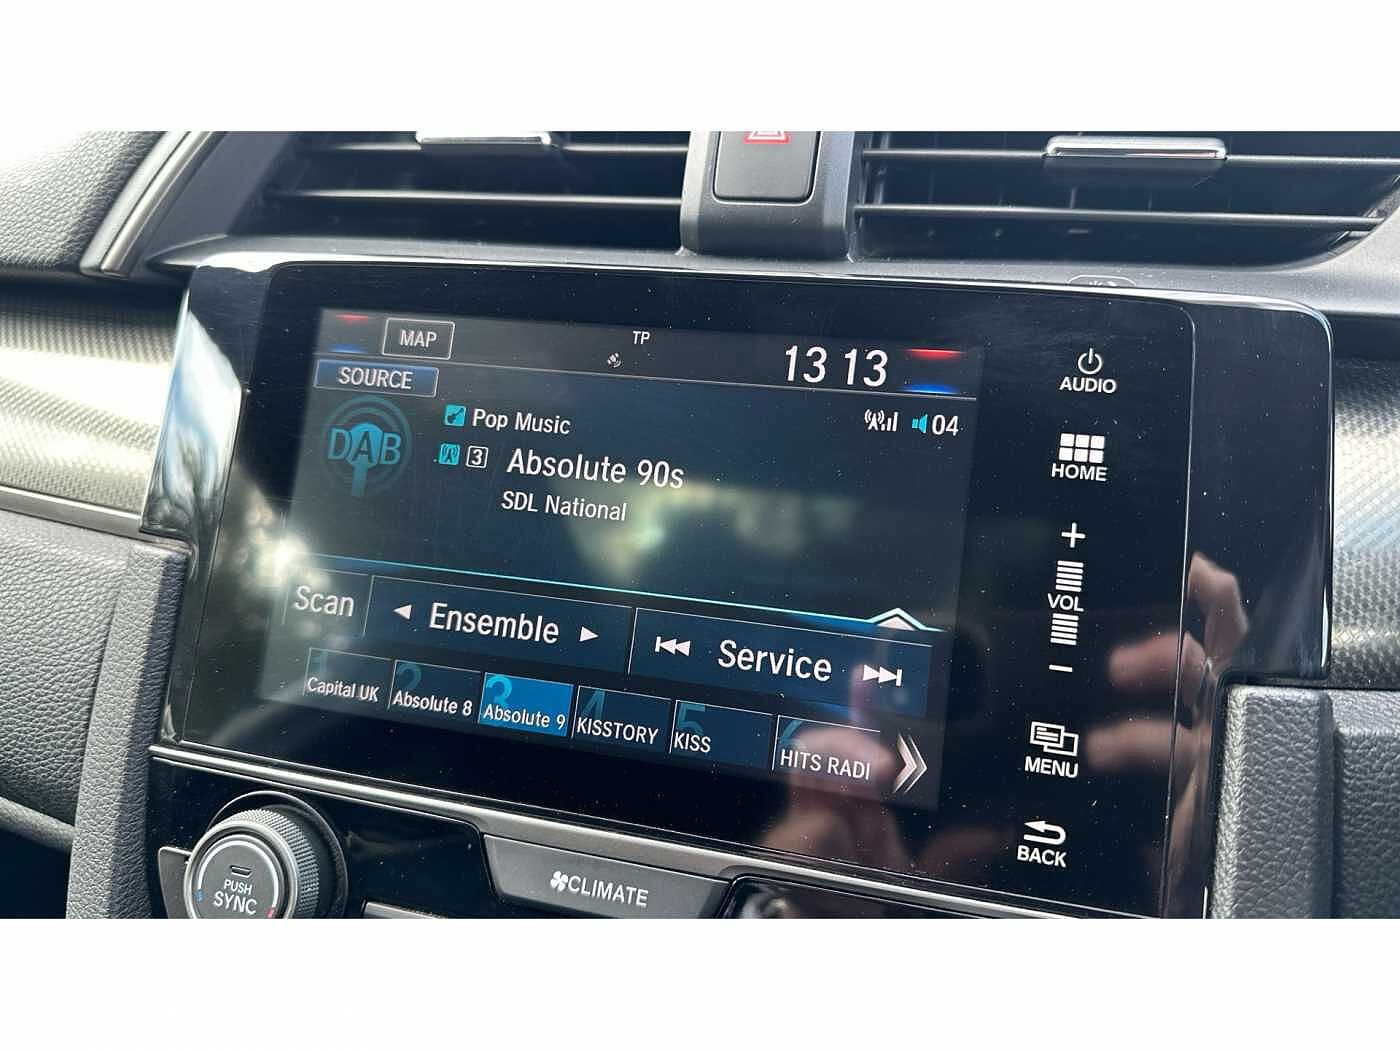 MAP
TP
13 13
SOURCE
DAB
Pop Music
04
3
Absolute 90s
SDL National
Scan
Ensemble
Service
1
Capital UK
2
Absolute 8
3
Absolute 9
4
KISSTORY
5
KISS
6
HITS RADI
AUDIO
HOME
+
VOL
−
MENU
BACK
PUSH
SYNC
CLIMATE